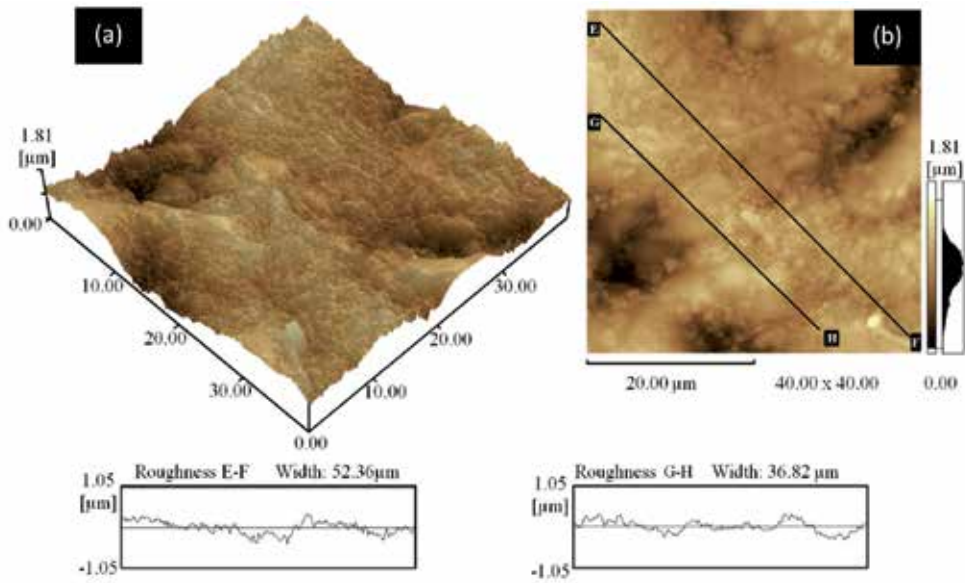 (a)
1.81
[µm]
0.00
10.00
20.00
30.00
0.00
10.00
20.00
30.00
(b)
E
G
H
F
1.81
[µm]
20.00 µm
40.00 x 40.00
0.00
Roughness E-F Width: 52.36µm
1.05
[µm]
-1.05
Roughness G-H Width: 36.82 µm
1.05
[µm]
-1.05